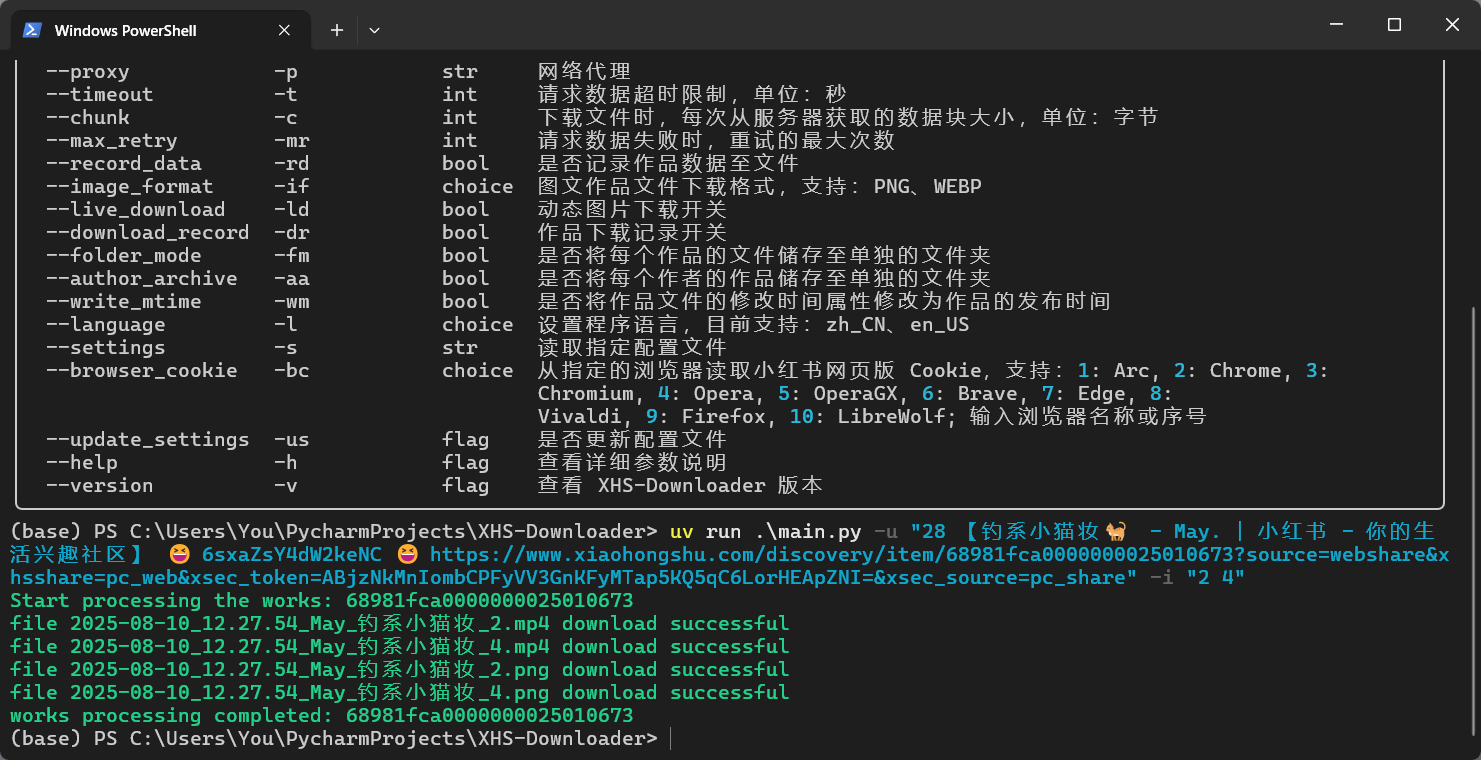 Windows PowerShell
--proxy -p str 网络代理
--timeout -t int 请求数据超时限制，单位：秒
--chunk -c int 下载文件时，每次从服务器获取的数据块大小，单位：字节
--max_retry -mr int 请求数据失败时，重试的最大次数
--record_data -rd bool 是否记录作品数据至文件
--image_format -if choice 图文作品文件下载格式，支持：PNG、WEBP
--live_download -ld bool 动态图片下载开关
--download_record -dr bool 作品下载记录开关
--folder_mode -fm bool 是否将每个作品的文件储存至单独的文件夹
--author_archive -aa bool 是否将每个作者的作品储存至单独的文件夹
--write_mtime -wm bool 是否将作品文件的修改时间属性修改为作品的发布时间
--language -l choice 设置程序语言，目前支持：zh_CN、en_US
--settings -s str 读取指定配置文件
--browser_cookie -bc choice 从指定的浏览器读取小红书网页版 Cookie，支持：1: Arc, 2: Chrome, 3:
Chromium, 4: Opera, 5: OperaGX, 6: Brave, 7: Edge, 8:
Vivaldi, 9: Firefox, 10: LibreWolf; 输入浏览器名称或序号
--update_settings -us flag 是否更新配置文件
--help -h flag 查看详细参数说明
--version -v flag 查看 XHS-Downloader 版本
(base) PS C:\Users\You\PycharmProjects\XHS-Downloader> uv run .\main.py -u "28 【钓系小猫妆🐈 - May. | 小红书 - 你的生
活兴趣社区】 😆 6sxaZsY4dW2keNC 😆 https://www.xiaohongshu.com/discovery/item/68981fca0000000025010673?source=webshare&x
hsshare=pc_web&xsec_token=ABjzNkMnIombCPFyVV3GnKFyMTap5KQ5qC6LorHEApZNI=&xsec_source=pc_share" -i "2 4"
Start processing the works: 68981fca0000000025010673
file 2025-08-10_12.27.54_May_钓系小猫妆_2.mp4 download successful
file 2025-08-10_12.27.54_May_钓系小猫妆_4.mp4 download successful
file 2025-08-10_12.27.54_May_钓系小猫妆_2.png download successful
file 2025-08-10_12.27.54_May_钓系小猫妆_4.png download successful
works processing completed: 68981fca0000000025010673
(base) PS C:\Users\You\PycharmProjects\XHS-Downloader>